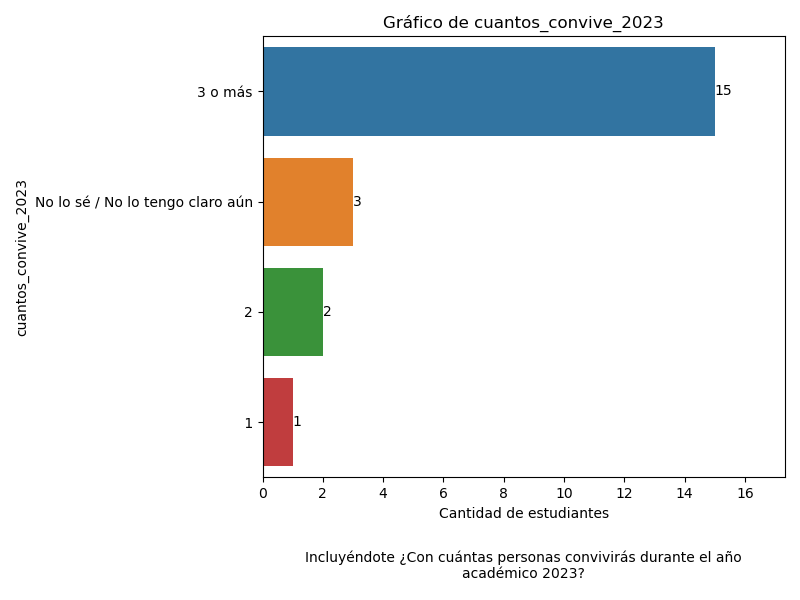 Gráfico de cuantos_convive_2023
cuantos_convive_2023
3 o más
15
No lo sé / No lo tengo claro aún
3
2
2
1
1
0 2 4 6 8 10 12 14 16
Cantidad de estudiantes
Incluyéndote ¿Con cuántas personas convivirás durante el año
académico 2023?